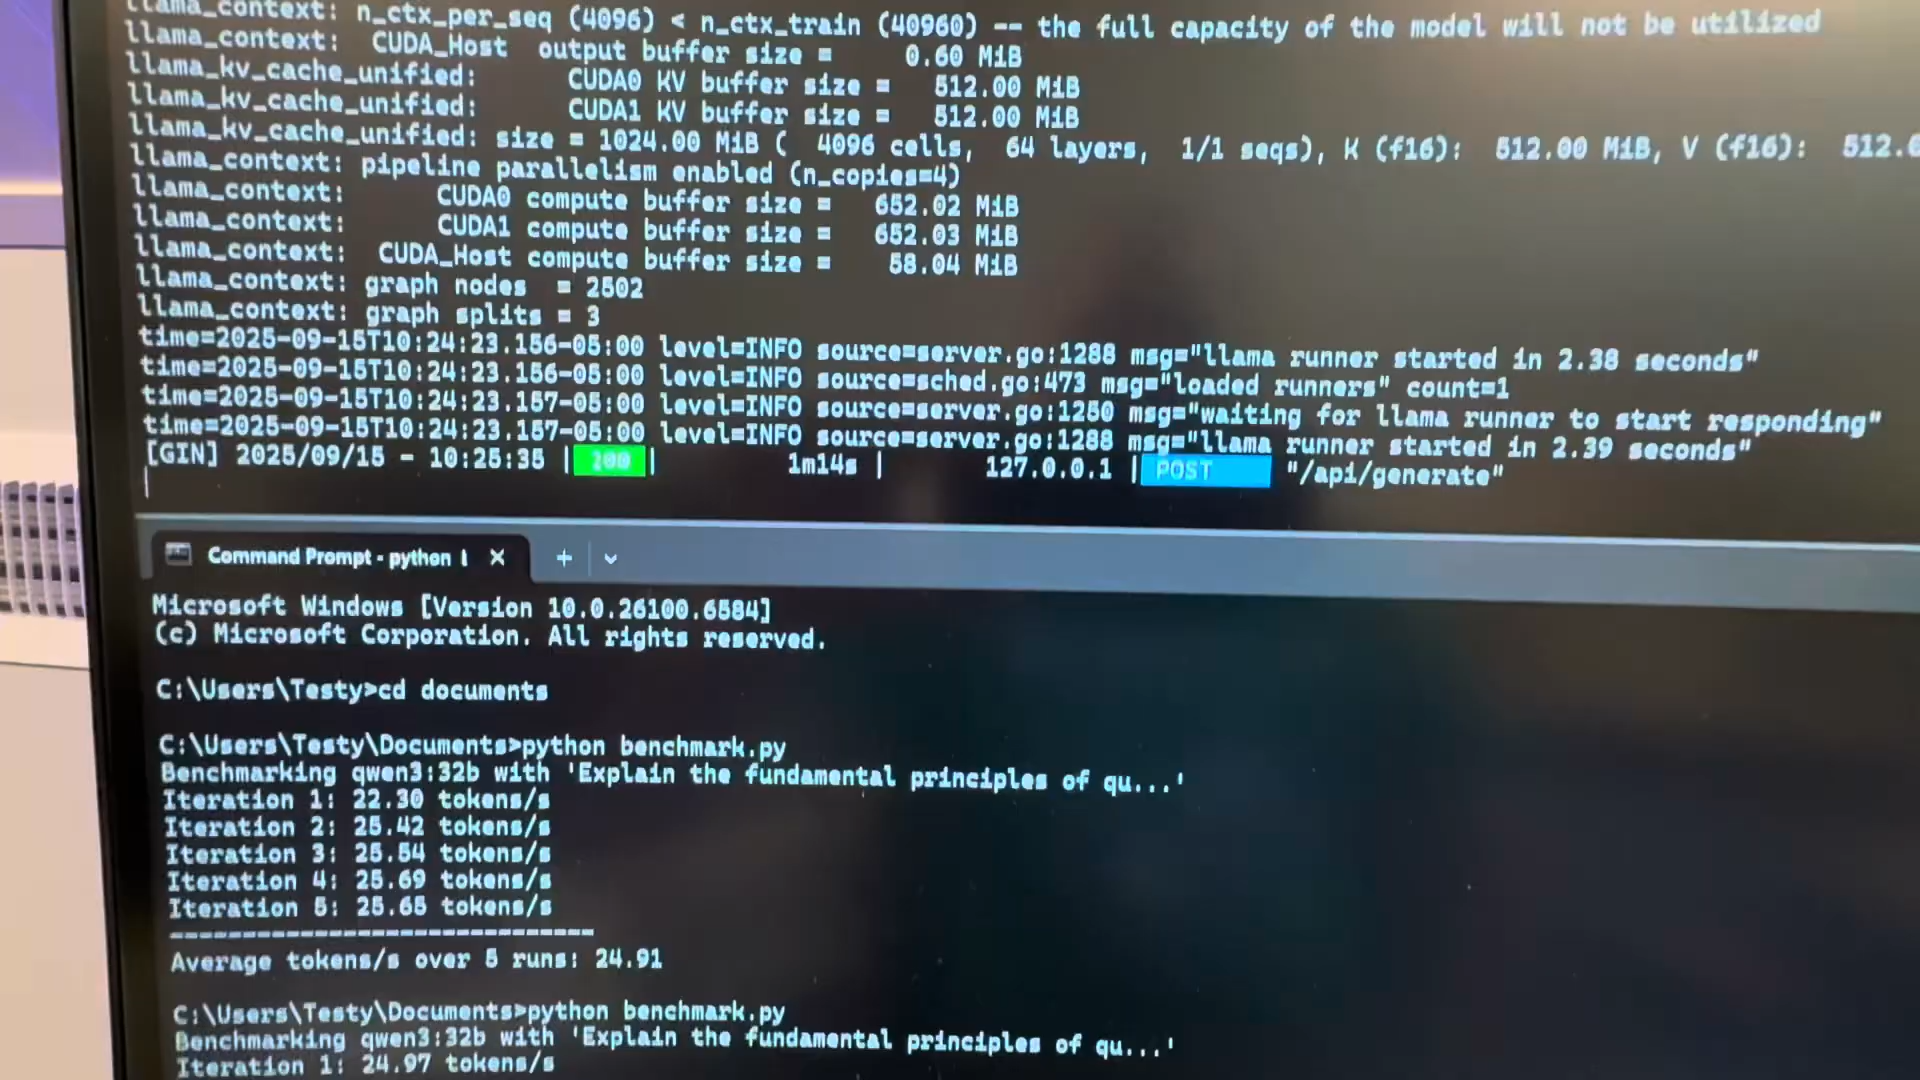 llama_context: n_ctx_per_seq (4096) < n_ctx_train (40960) -- the full capacity of the model will not be utilized
llama_context:  CUDA_Host  output buffer size =     0.60 MiB
llama_kv_cache_unified:      CUDA0 KV buffer size =   512.00 MiB
llama_kv_cache_unified:      CUDA1 KV buffer size =   512.00 MiB
llama_kv_cache_unified: size = 1024.00 MiB (  4096 cells,  64 layers,  1/1 seqs), K (f16):  512.00 MiB, V (f16):  512.0
llama_context: pipeline parallelism enabled (n_copies=4)
llama_context:      CUDA0 compute buffer size =   652.02 MiB
llama_context:      CUDA1 compute buffer size =   652.03 MiB
llama_context:  CUDA_Host compute buffer size =    58.04 MiB
llama_context: graph nodes  = 2502
llama_context: graph splits = 3
time=2025-09-15T10:24:23.156-05:00 level=INFO source=server.go:1288 msg="llama runner started in 2.38 seconds"
time=2025-09-15T10:24:23.156-05:00 level=INFO source=sched.go:473 msg="loaded runners" count=1
time=2025-09-15T10:24:23.157-05:00 level=INFO source=server.go:1250 msg="waiting for llama runner to start responding"
time=2025-09-15T10:24:23.157-05:00 level=INFO source=server.go:1288 msg="llama runner started in 2.39 seconds"
[GIN] 2025/09/15 - 10:25:35 | 200 |         1m14s |       127.0.0.1 | POST     "/api/generate"
Command Prompt - python
Microsoft Windows [Version 10.0.26100.6584]
(c) Microsoft Corporation. All rights reserved.
C:\Users\Testy>cd documents
C:\Users\Testy\Documents>python benchmark.py
Benchmarking qwen3:32b with 'Explain the fundamental principles of qu...'
Iteration 1: 22.30 tokens/s
Iteration 2: 25.42 tokens/s
Iteration 3: 25.54 tokens/s
Iteration 4: 25.69 tokens/s
Iteration 5: 25.65 tokens/s
------------------------------
Average tokens/s over 5 runs: 24.91
C:\Users\Testy\Documents>python benchmark.py
Benchmarking qwen3:32b with 'Explain the fundamental principles of qu...'
Iteration 1: 24.97 tokens/s